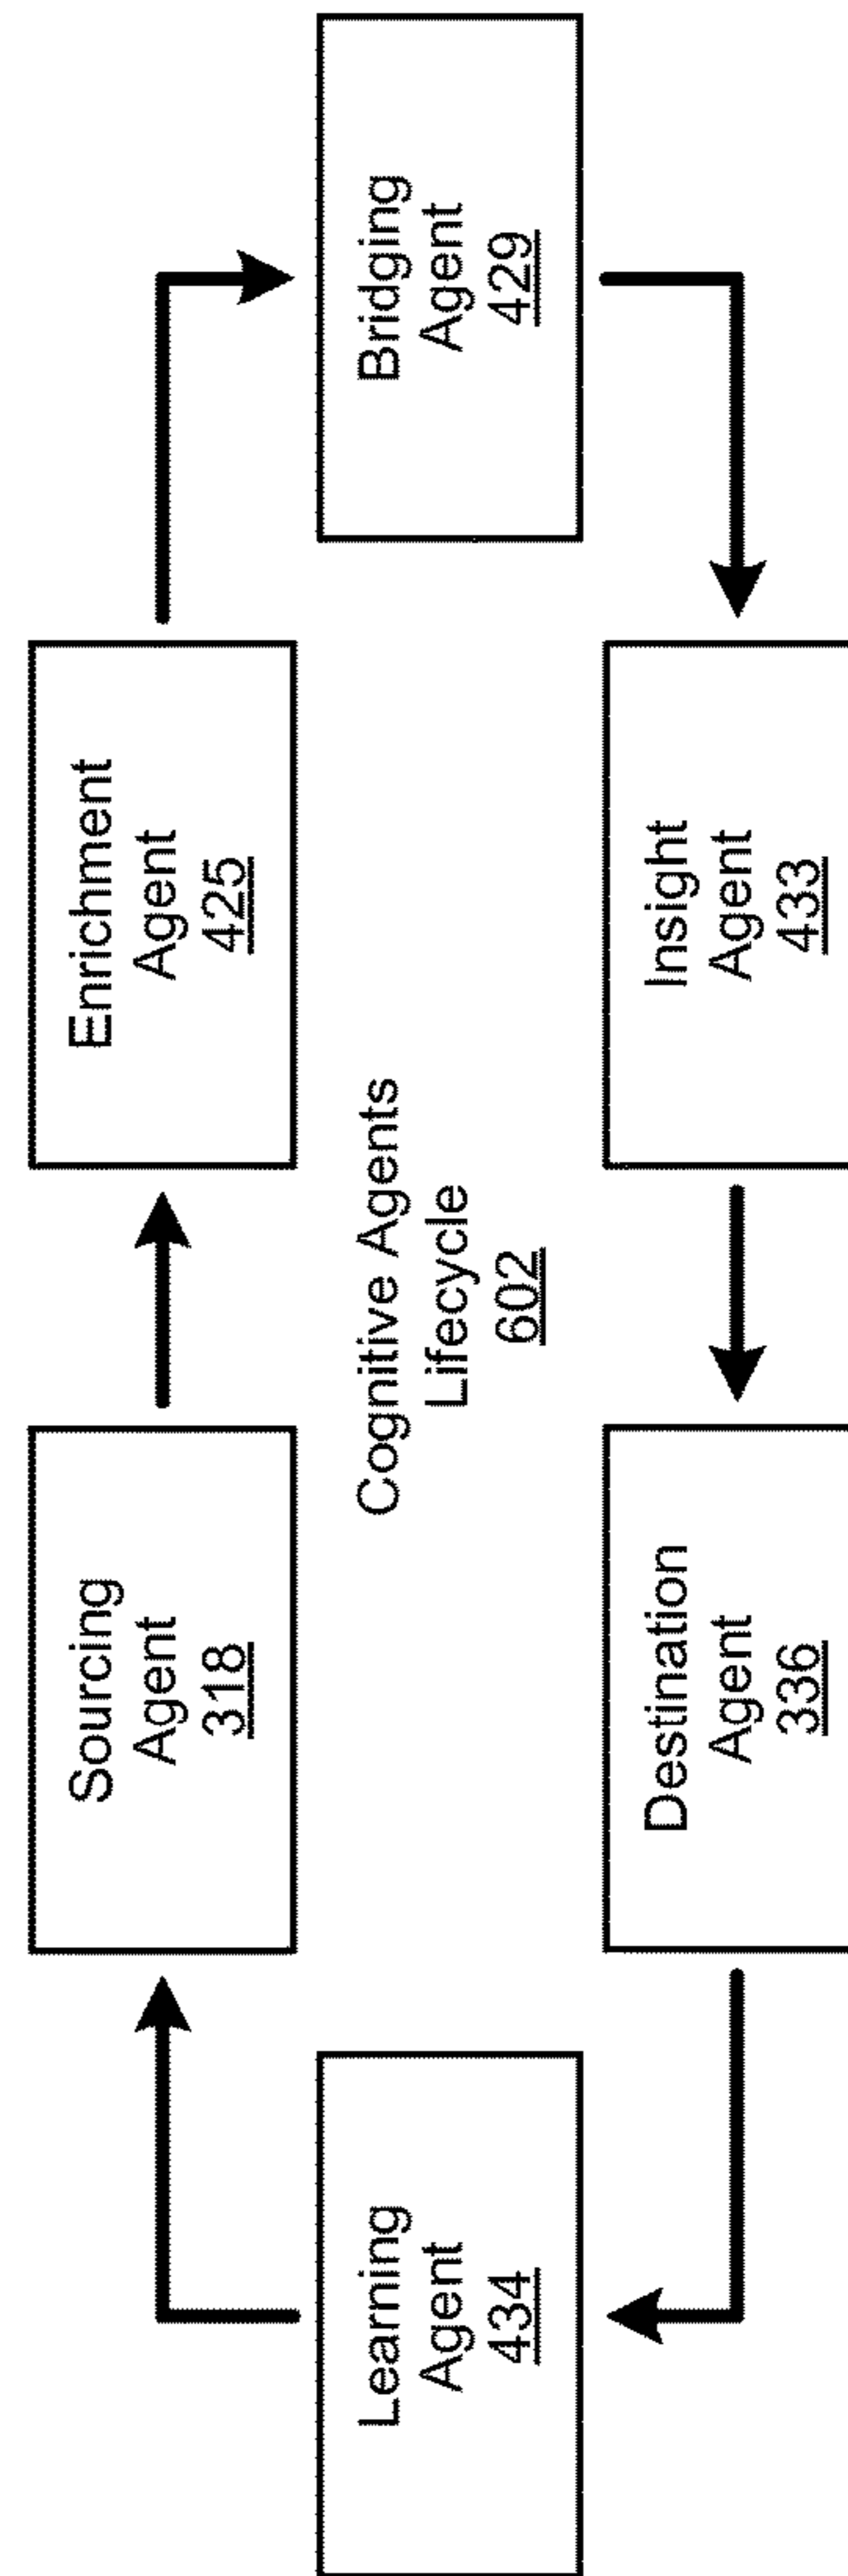 Sourcing
Agent
318
Enrichment
Agent
425
Learning
Agent
434
Cognitive Agents
Lifecycle
602
Bridging
Agent
429
Destination
Agent
336
Insight
Agent
433